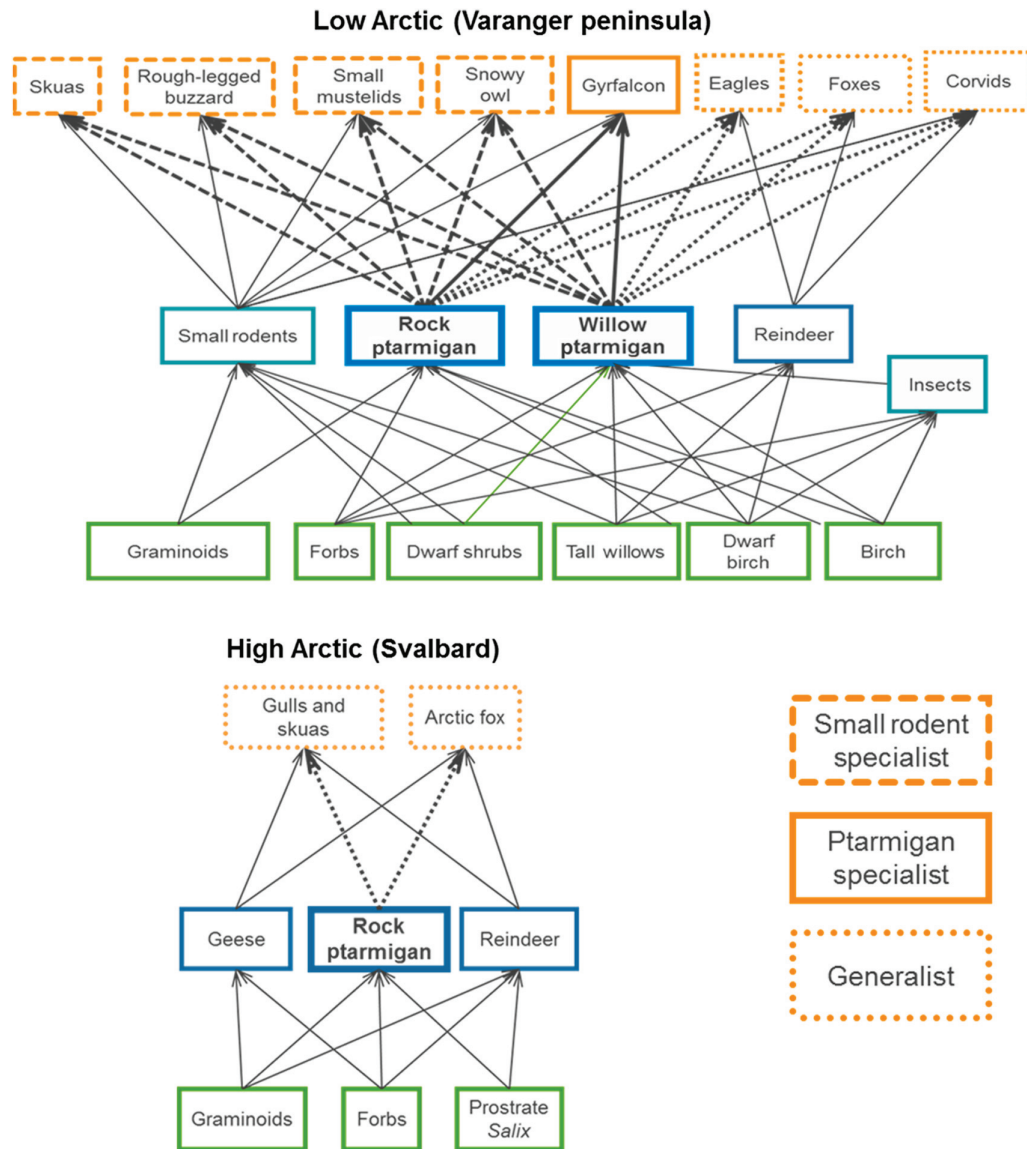 Low Arctic (Varanger peninsula)
Skuas
Rough-legged
buzzard
Small
mustelids
Snowy
owl
Gyrfalcon
Eagles
Foxes
Corvids
Small rodents
Rock
ptarmigan
Willow
ptarmigan
Reindeer
Insects
Graminoids
Forbs
Dwarf shrubs
Tall willows
Dwarf
birch
Birch
High Arctic (Svalbard)
Gulls and
skuas
Arctic fox
Geese
Rock
ptarmigan
Reindeer
Graminoids
Forbs
Prostrate
Salix
Small rodent
specialist
Ptarmigan
specialist
Generalist